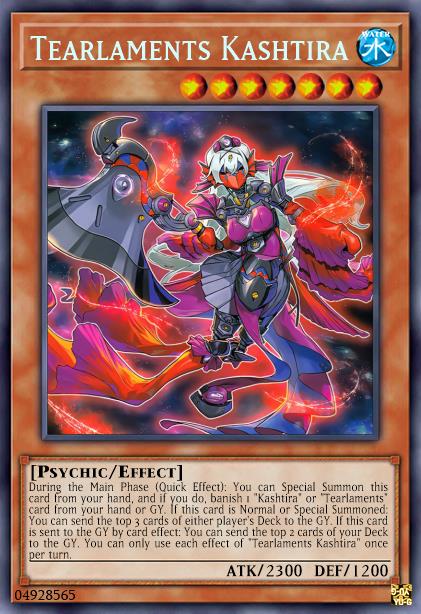 TEARLAMENTS KASHTIRA
WATER
水
[PSYCHIC/EFFECT]
During the Main Phase (Quick Effect): You can Special Summon this
card from your hand, and if you do, banish 1 "Kashtira" or "Tearlaments"
card from your hand or GY. If this card is Normal or Special Summoned:
You can send the top 3 cards of either player's Deck to the GY. If this card
is sent to the GY by card effect: You can send the top 2 cards of your Deck
to the GY. You can only use each effect of "Tearlaments Kashtira" once
per turn.
ATK/2300 DEF/1200
04928565